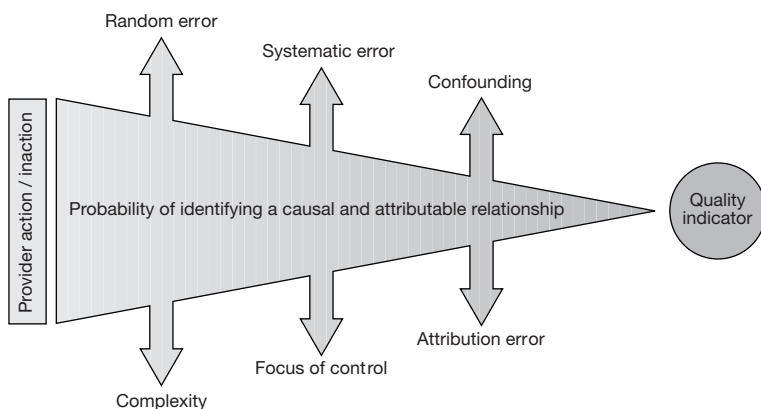 Random error
Systematic error
Confounding
Provider action / inaction
Probability of identifying a causal and attributable relationship
Quality
indicator
Attribution error
Focus of control
Complexity